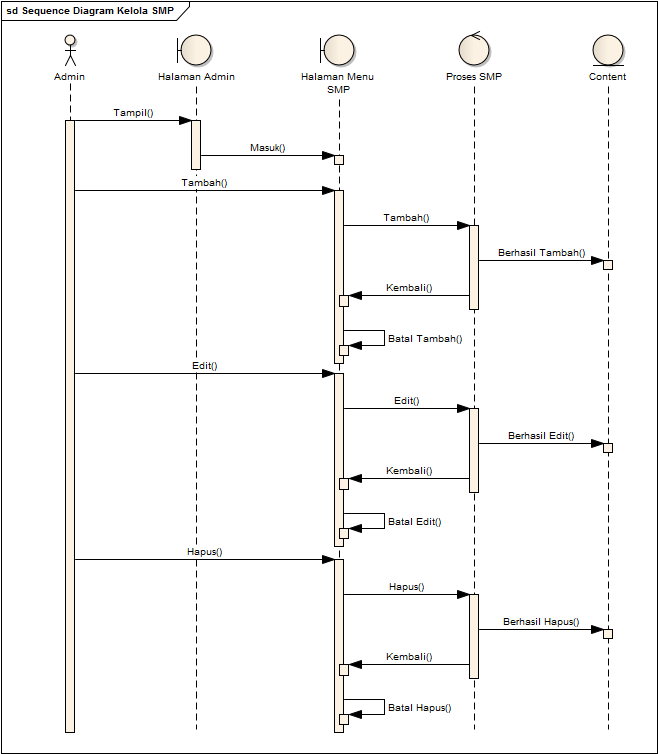 sd Sequence Diagram Kelola SMP
Admin
Halaman Admin
Halaman Menu
SMP
Proses SMP
Content
Tampil()
Masuk()
Tambah()
Tambah()
Berhasil Tambah()
Kembali()
Batal Tambah()
Edit()
Edit()
Berhasil Edit()
Kembali()
Batal Edit()
Hapus()
Hapus()
Berhasil Hapus()
Kembali()
Batal Hapus()